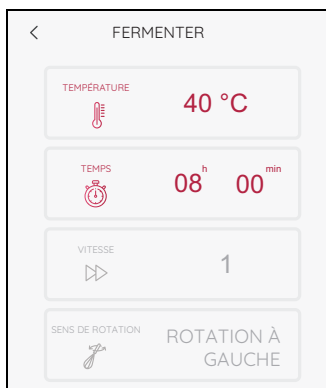 FERMENTER
TEMPÉRATURE
40 °C
TEMPS
08 h 00 min
VITESSE
1
SENS DE ROTATION
ROTATION À
GAUCHE